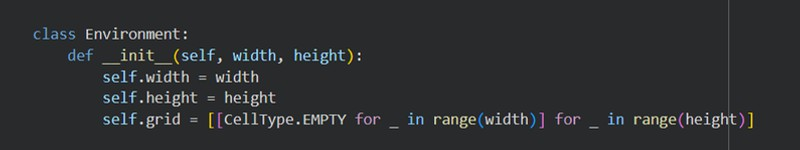 class Environment:
    def __init__(self, width, height):
        self.width = width
        self.height = height
        self.grid = [[CellType.EMPTY for _ in range(width)] for _ in range(height)]